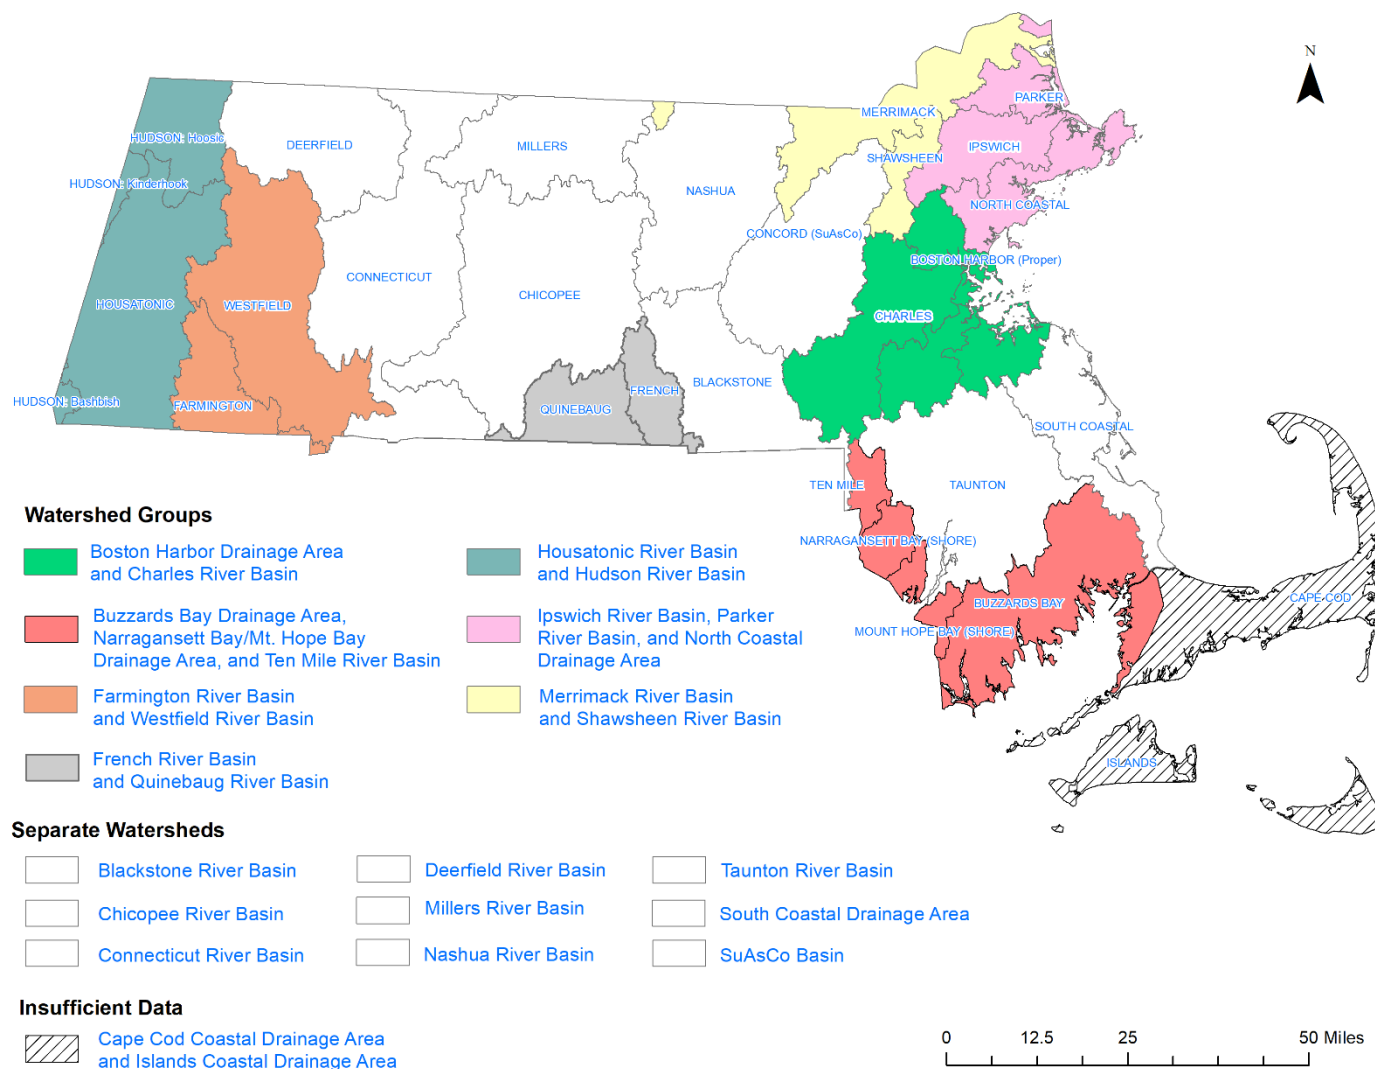 N
PARKER
MERRIMACK
HUDSON: Hoosic
DEERFIELD
MILLERS
IPSWICH
SHAWSHEEN
HUDSON: Kinderhook
NASHUA
NORTH COASTAL
CONCORD (SuAsCo)
BOSTON HARBOR (Proper)
CONNECTICUT
CHICOPEE
HOUSATONIC
WESTFIELD
CHARLES
BLACKSTONE
FRENCH
HUDSON: Bashbish
FARMINGTON
QUINEBAUG
SOUTH COASTAL
TEN MILE
TAUNTON
NARRAGANSETT BAY (SHORE)
CAPE COD
BUZZARDS BAY
MOUNT HOPE BAY (SHORE)
ISLANDS
Watershed Groups
Boston Harbor Drainage Area
and Charles River Basin
Buzzards Bay Drainage Area,
Narragansett Bay/Mt. Hope Bay
Drainage Area, and Ten Mile River Basin
Farmington River Basin
and Westfield River Basin
French River Basin
and Quinebaug River Basin
Housatonic River Basin
and Hudson River Basin
Ipswich River Basin, Parker
River Basin, and North Coastal
Drainage Area
Merrimack River Basin
and Shawsheen River Basin
Separate Watersheds
Blackstone River Basin
Chicopee River Basin
Connecticut River Basin
Deerfield River Basin
Millers River Basin
Nashua River Basin
Taunton River Basin
South Coastal Drainage Area
SuAsCo Basin
Insufficient Data
Cape Cod Coastal Drainage Area
and Islands Coastal Drainage Area
0 12.5 25 50 Miles